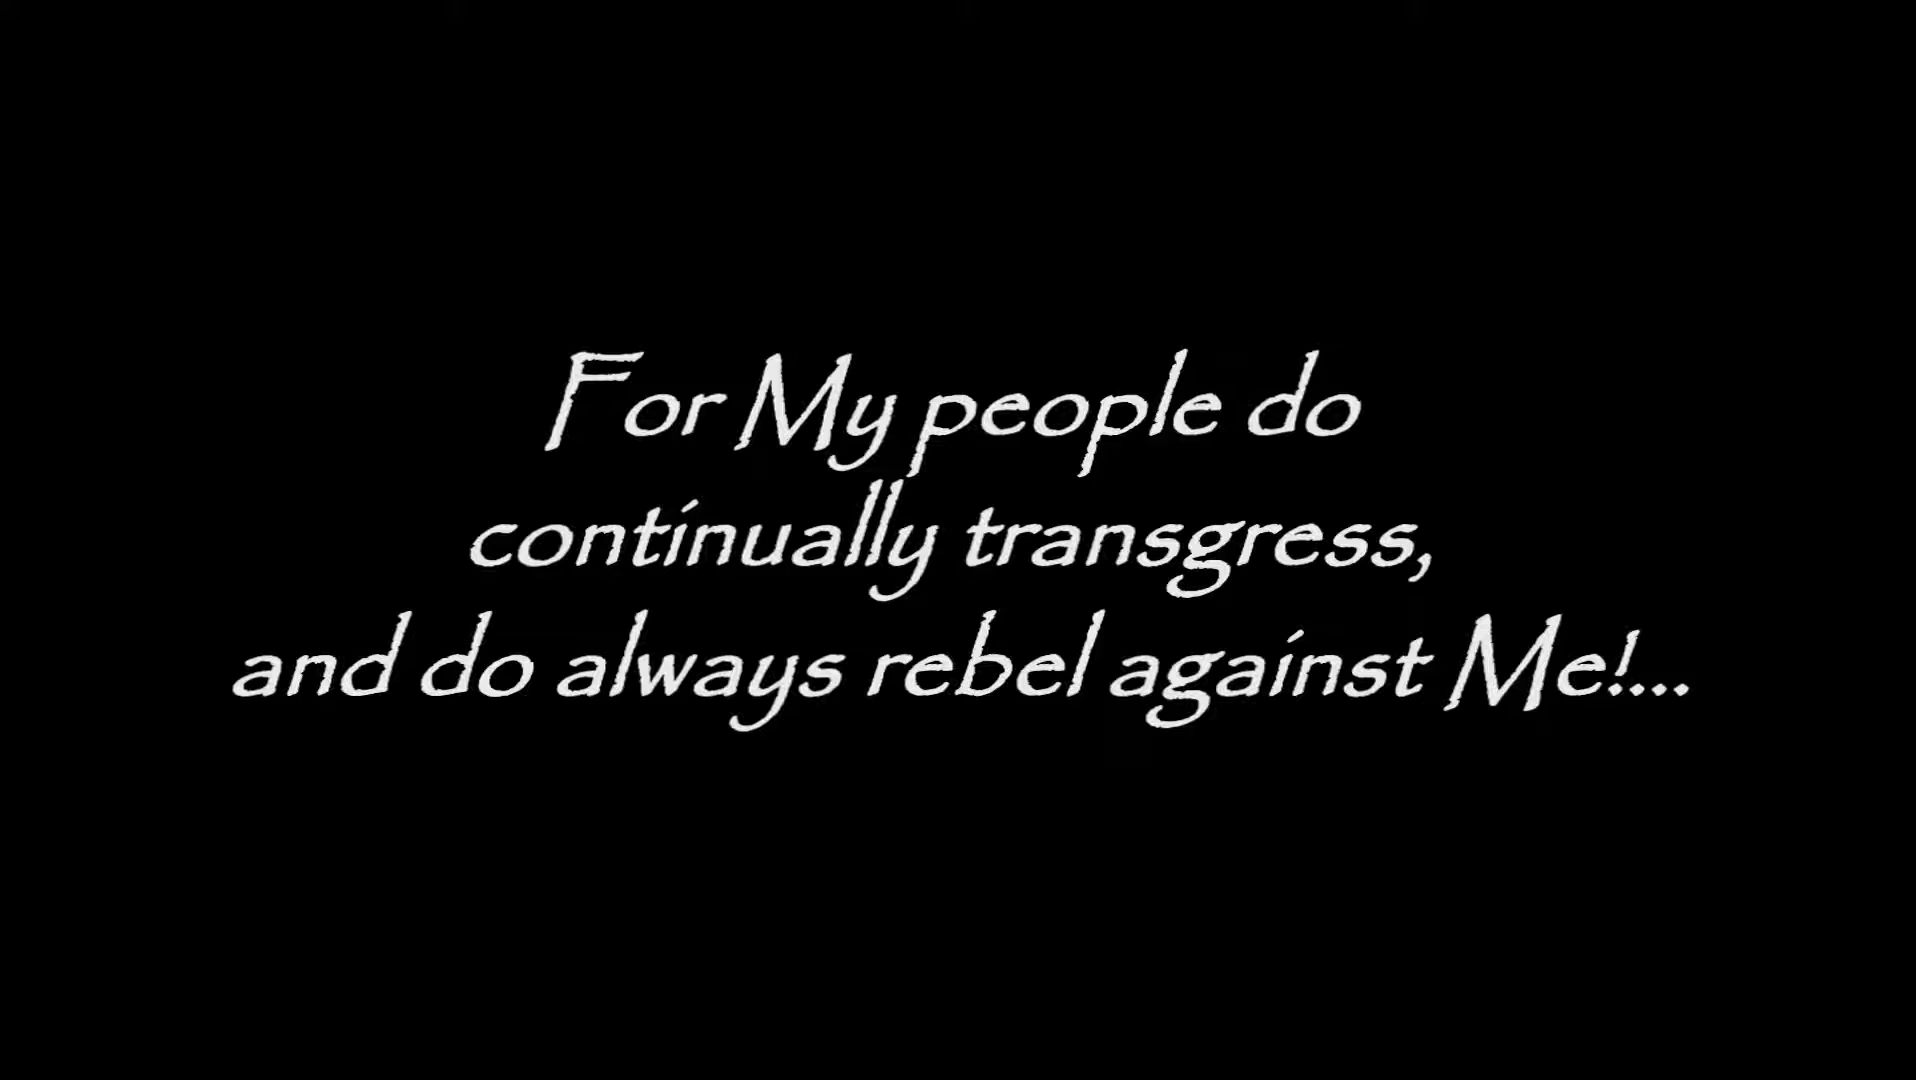 For My people do
continually transgress,
and do always rebel against Me!...